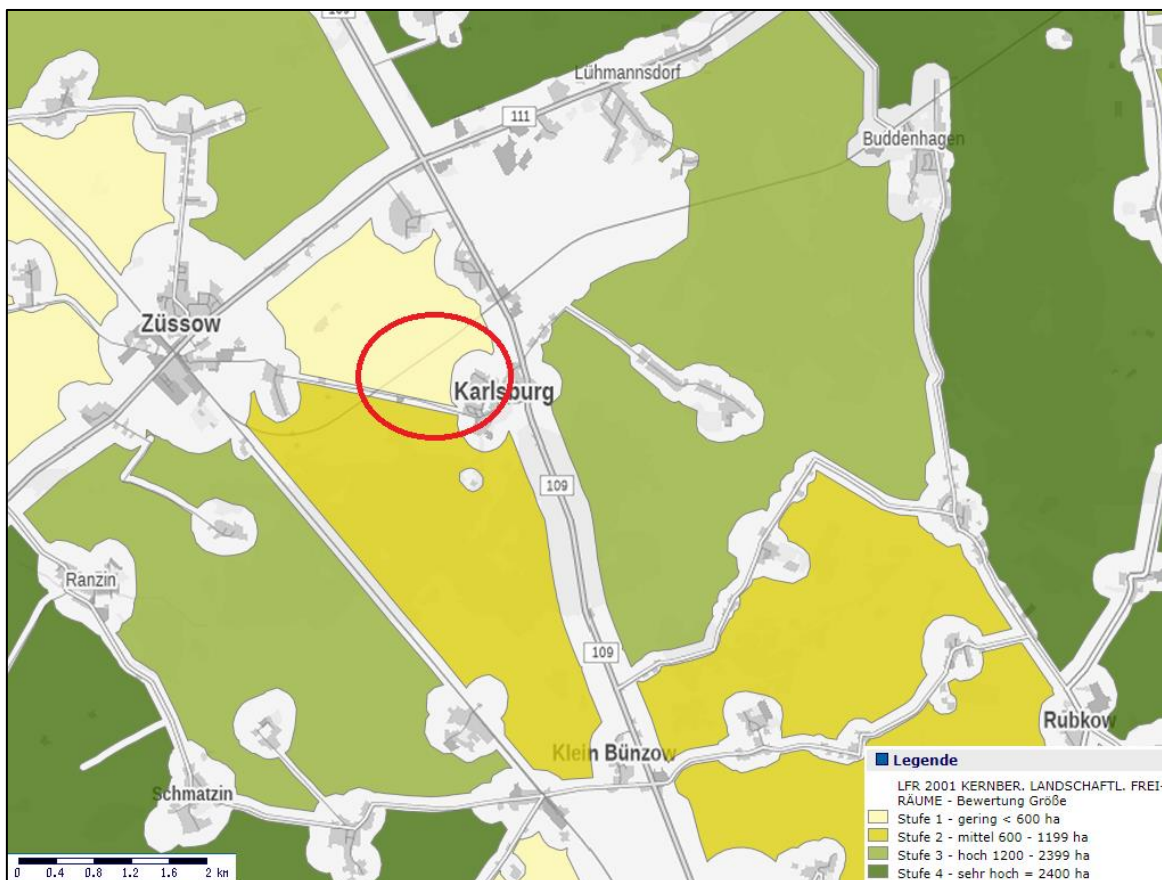 109
Lühmannsdorf
111
Buddenhagen
Züssow
Karlsburg
109
Ranzin
109
Rubkow
Klein Bünzow
Schmatzin
Legende
LFR 2001 KERNBER. LANDSCHAFTL. FREI-
RÄUME - Bewertung Größe
Stufe 1 - gering < 600 ha
Stufe 2 - mittel 600 - 1199 ha
Stufe 3 - hoch 1200 - 2399 ha
Stufe 4 - sehr hoch = 2400 ha
0 0.4 0.8 1.2 1.6 2 km